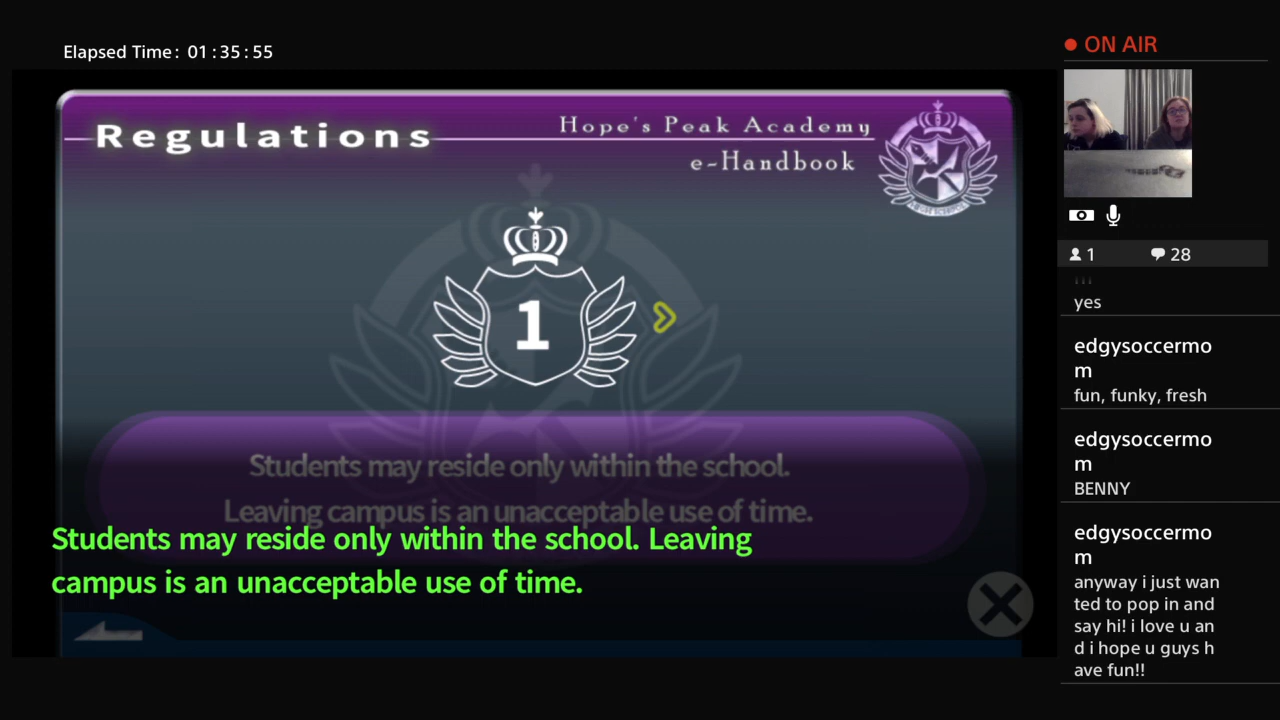 Elapsed Time: 01:35:55
ON AIR
Regulations
Hope's Peak Academy
e-Handbook
1
Students may reside only within the school.
Leaving campus is an unacceptable use of time.
Students may reside only within the school. Leaving
campus is an unacceptable use of time.
1
28
yes
edgysoccermo
m
fun, funky, fresh
edgysoccermo
m
BENNY
edgysoccermo
m
anyway i just wan
ted to pop in and
say hi! i love u an
d i hope u guys h
ave fun!!